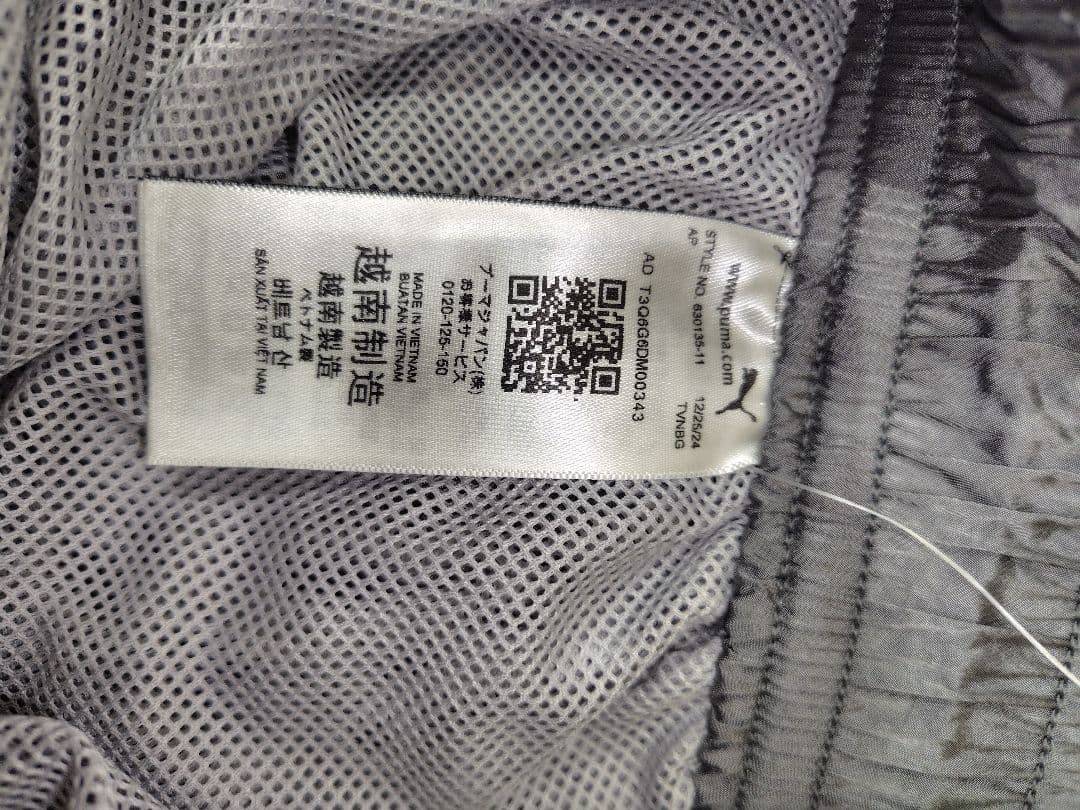 www.puma.com
STYLE NO. 830135-11 12/25/24
AP TVNBG
AD T3Q6G6DM00343
プーマジャパン(株)
お客様サービス
0120-125-150
MADE IN VIETNAM
BUATAN VIETNAM
越南制造
越南製造
ベトナム製
베트남 산
SẢN XUẤT TẠI VIỆT NAM